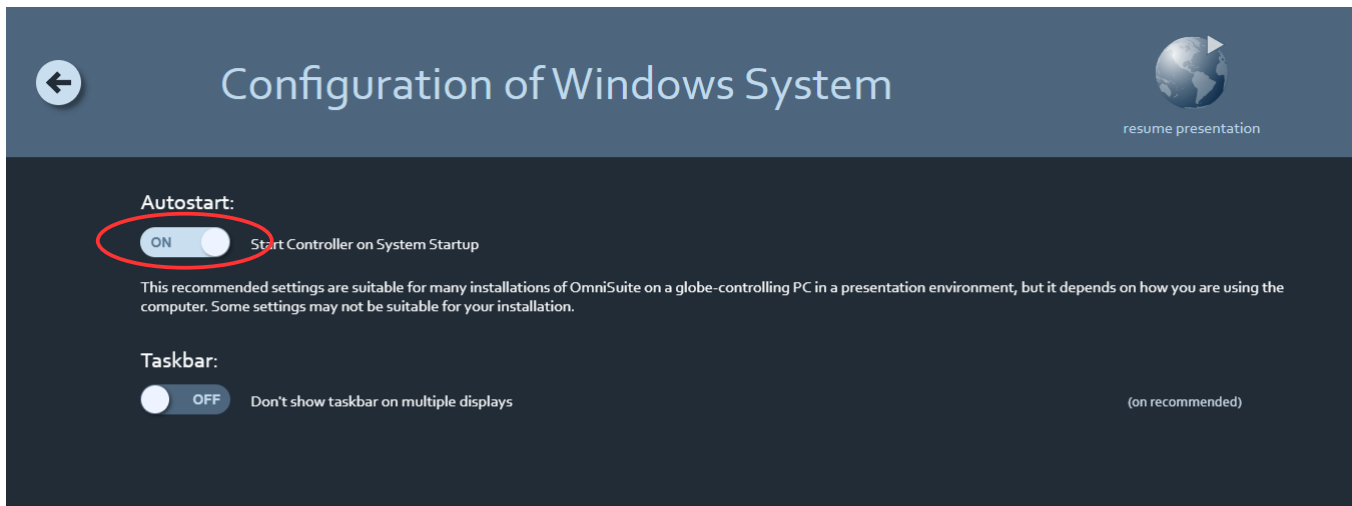 Configuration of Windows System
resume presentation
Autostart:
ON Start Controller on System Startup
This recommended settings are suitable for many installations of OmniSuite on a globe-controlling PC in a presentation environment, but it depends on how you are using the
computer. Some settings may not be suitable for your installation.
Taskbar:
OFF Don't show taskbar on multiple displays (on recommended)